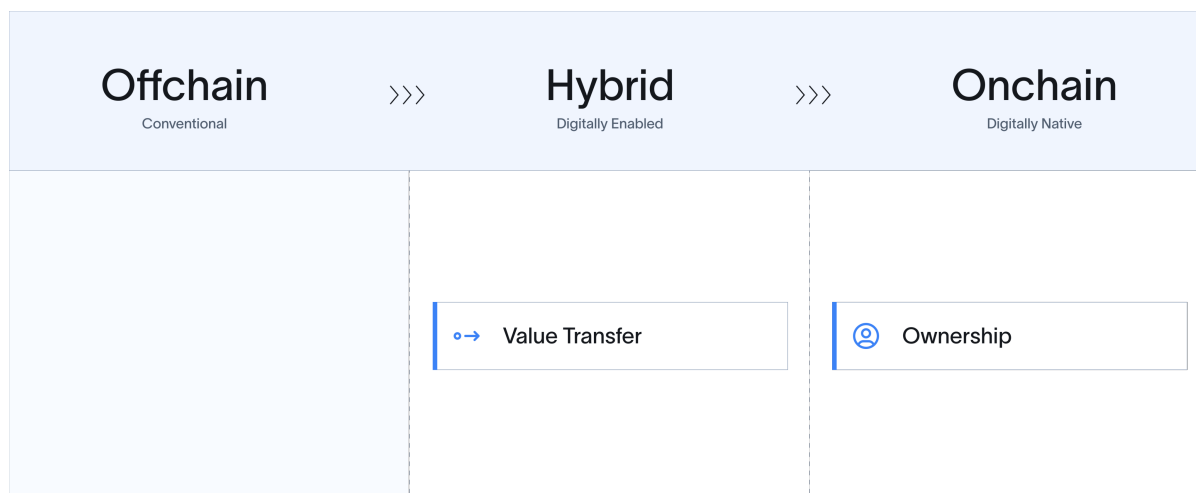 Offchain
Conventional
Hybrid
Digitally Enabled
Onchain
Digitally Native
Value Transfer
Ownership